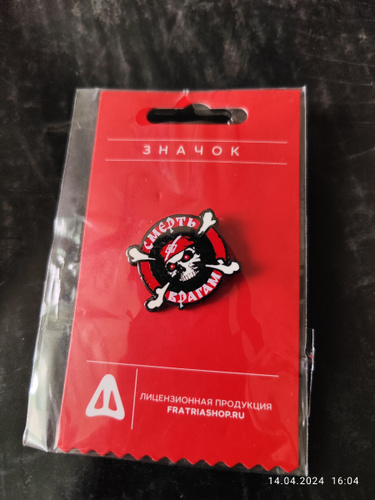 ЗНАЧОК
СМЕРТЬ
ВРАГАМ
ЛИЦЕНЗИОННАЯ ПРОДУКЦИЯ
FRATRIASHOP.RU
14.04.2024 16:04